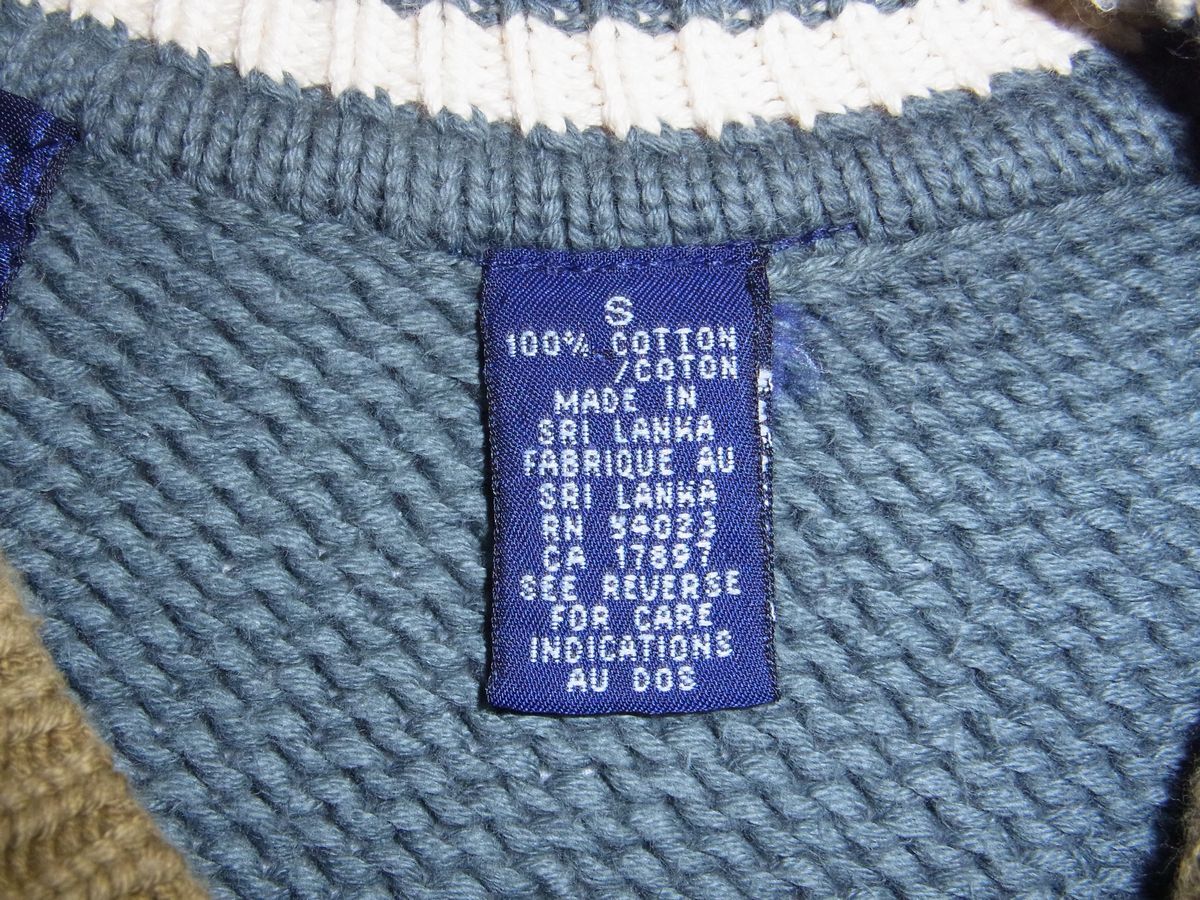 S
100% COTTON
/COTON
MADE IN
SRI LANKA
FABRIQUE AU
SRI LANKA
RN 54023
CA 17897
SEE REVERSE
FOR CARE
INDICATIONS
AU DOS